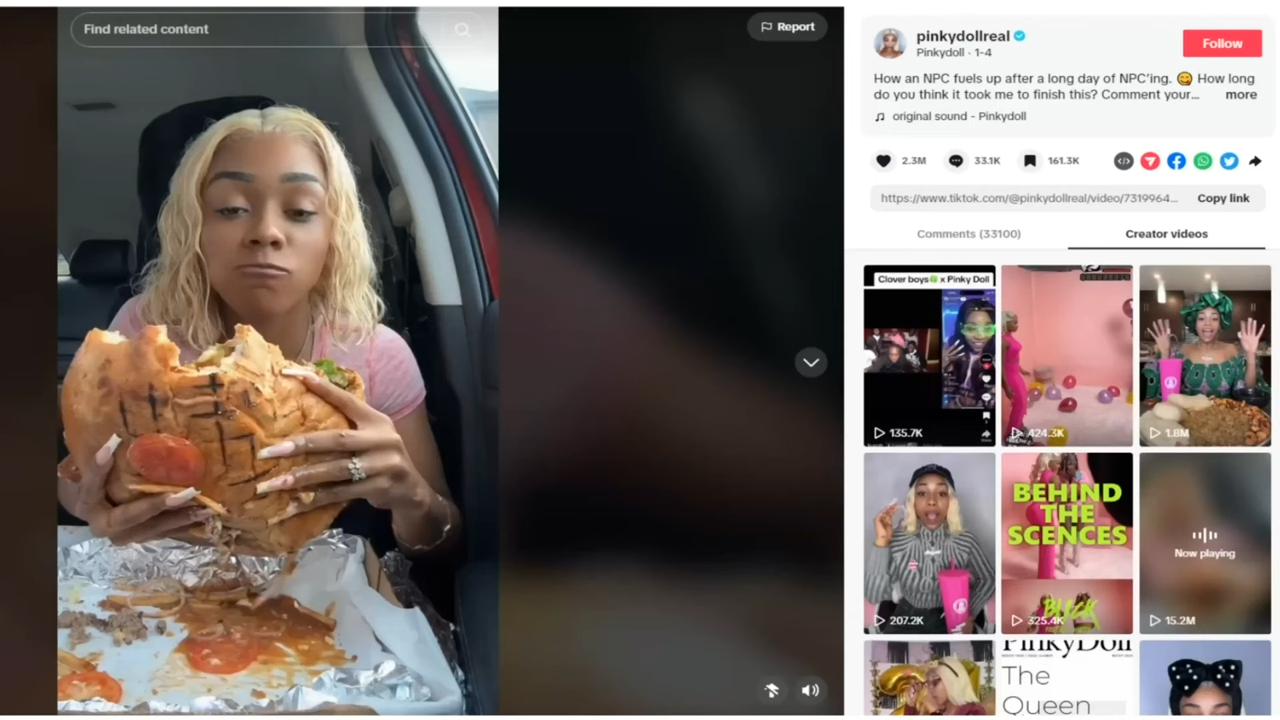 Find related content
Report
pinkydollreal
Pinkydoll · 1-4
Follow
How an NPC fuels up after a long day of NPC'ing. 😋 How long
do you think it took me to finish this? Comment your... more
original sound - Pinkydoll
2.3M
33.1K
161.3K
https://www.tiktok.com/@pinkydollreal/video/7319964...
Copy link
Comments (33100)
Creator videos
Clover boys🍀 x Pinky Doll
135.7K
424.3K
1.8M
207.2K
BEHIND
THE
SCENCES
325.4K
Now playing
15.2M
PinkyDoll
The
Queen